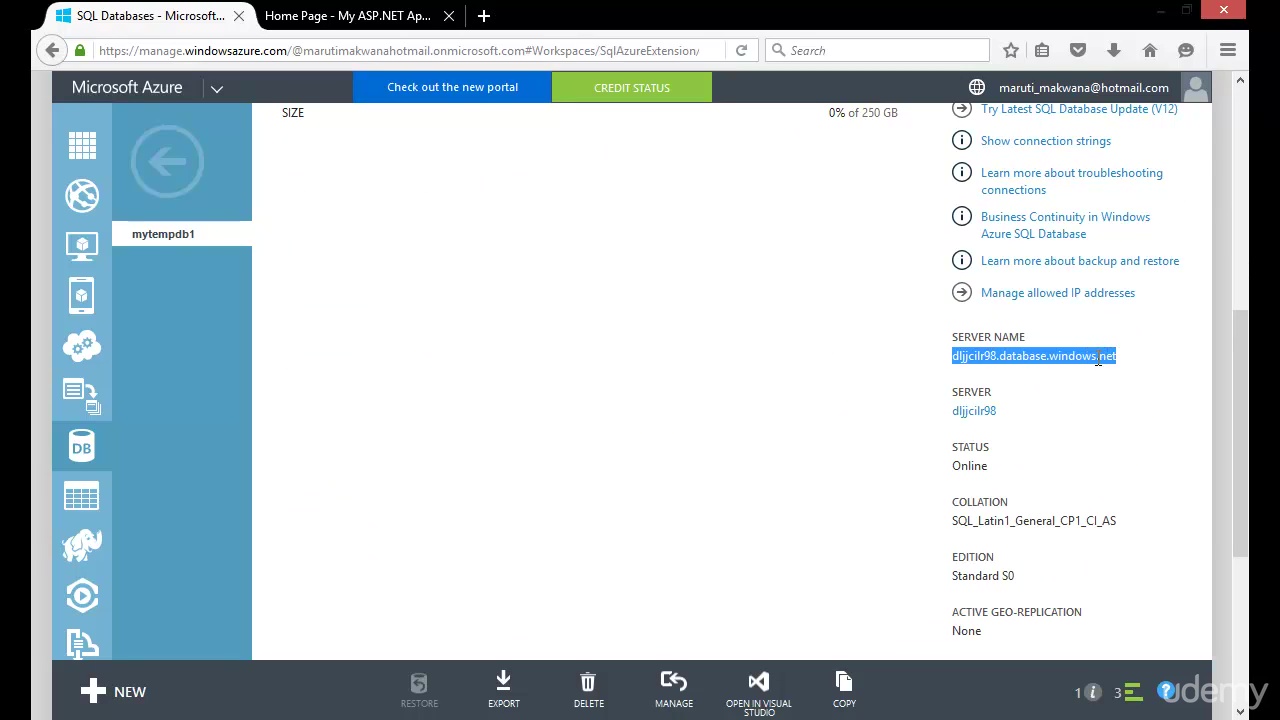 SQL Databases - Microsoft...
Home Page - My ASP.NET Ap...
https://manage.windowsazure.com/@marutimakwanahotmail.onmicrosoft.com#Workspaces/SqlAzureExtension/
Search
Microsoft Azure
Check out the new portal
CREDIT STATUS
maruti_makwana@hotmail.com
mytempdb1
SIZE
0% of 250 GB
Try Latest SQL Database Update (V12)
Show connection strings
Learn more about troubleshooting
connections
Business Continuity in Windows
Azure SQL Database
Learn more about backup and restore
Manage allowed IP addresses
SERVER NAME
dljjcilr98.database.windows.net
SERVER
dljjcilr98
STATUS
Online
COLLATION
SQL_Latin1_General_CP1_CI_AS
EDITION
Standard S0
ACTIVE GEO-REPLICATION
None
DB
NEW
RESTORE
EXPORT
DELETE
MANAGE
OPEN IN VISUAL
STUDIO
COPY
1
3
?
udemy